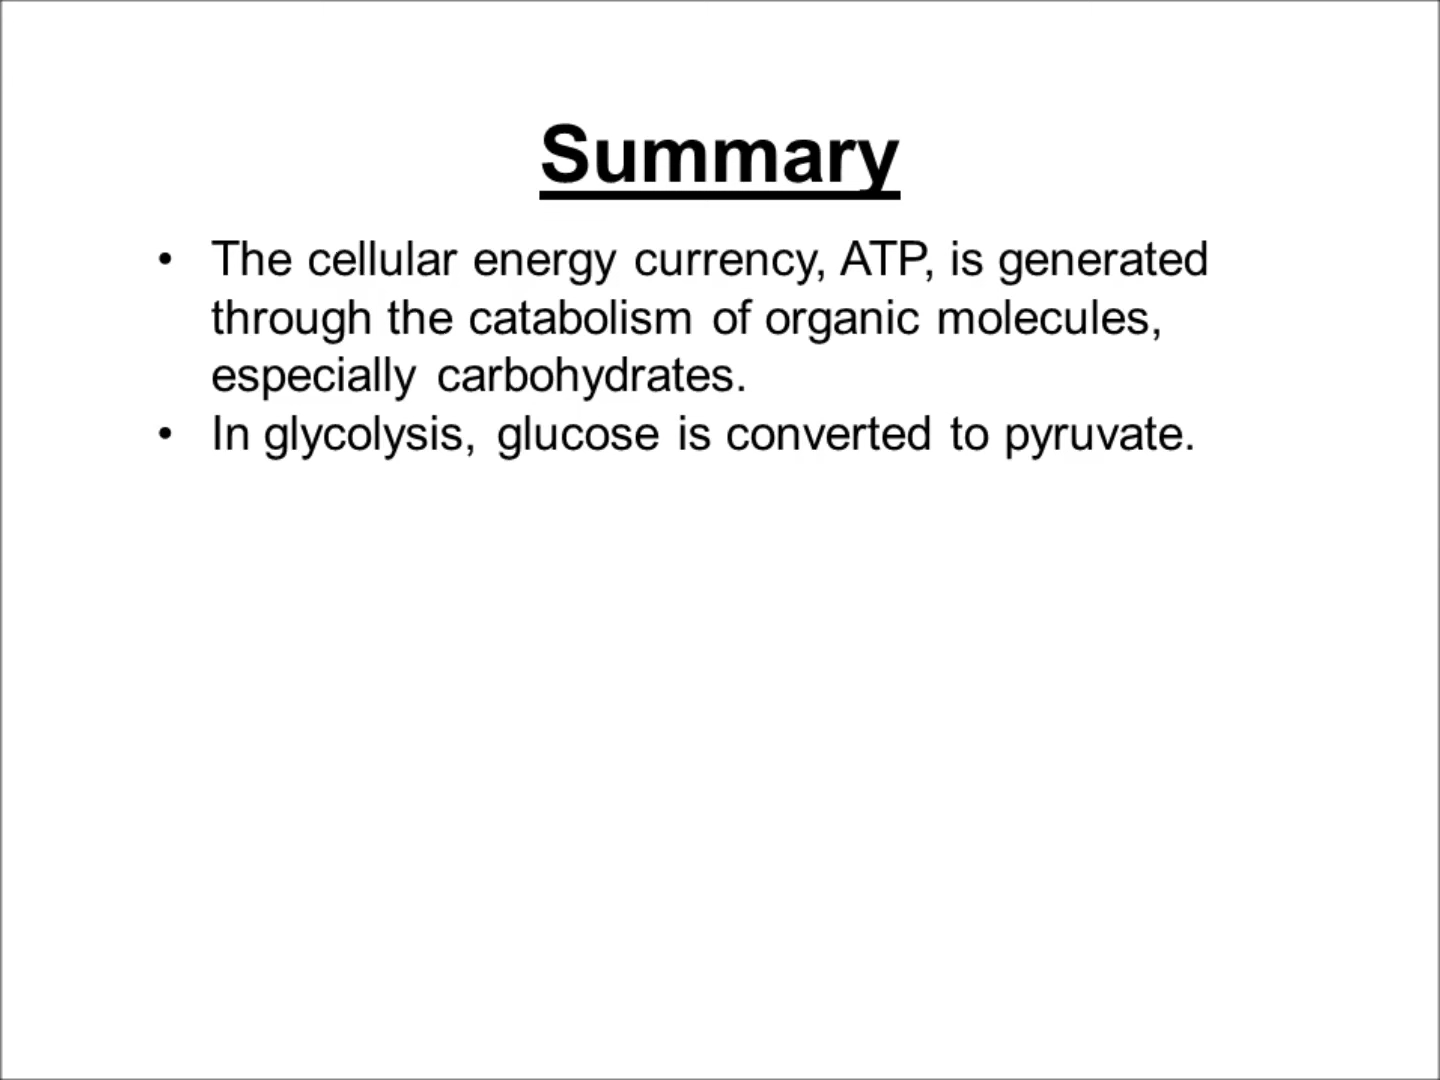 Summary
• The cellular energy currency, ATP, is generated
through the catabolism of organic molecules,
especially carbohydrates.
• In glycolysis, glucose is converted to pyruvate.